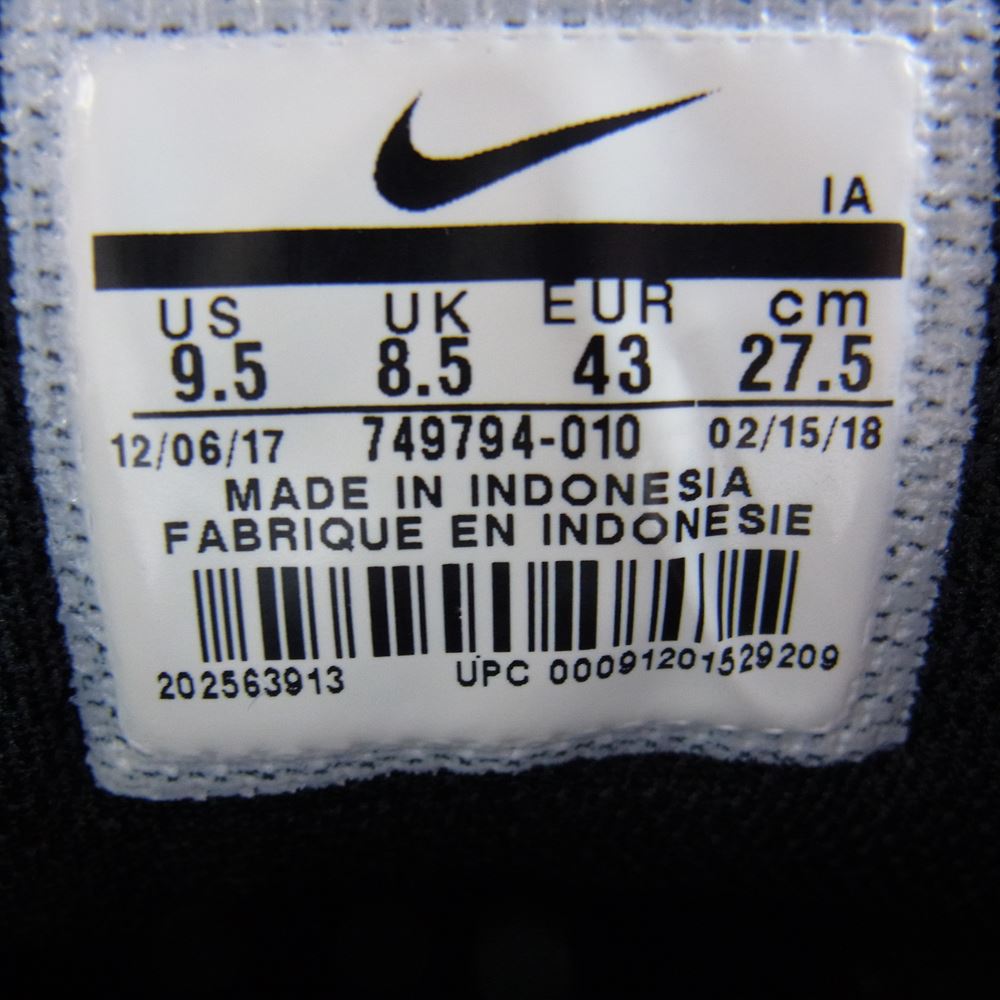 IA
US UK EUR cm
9.5 8.5 43 27.5
12/06/17 749794-010 02/15/18
MADE IN INDONESIA
FABRIQUE EN INDONESIE
202563913 UPC 00091201529209